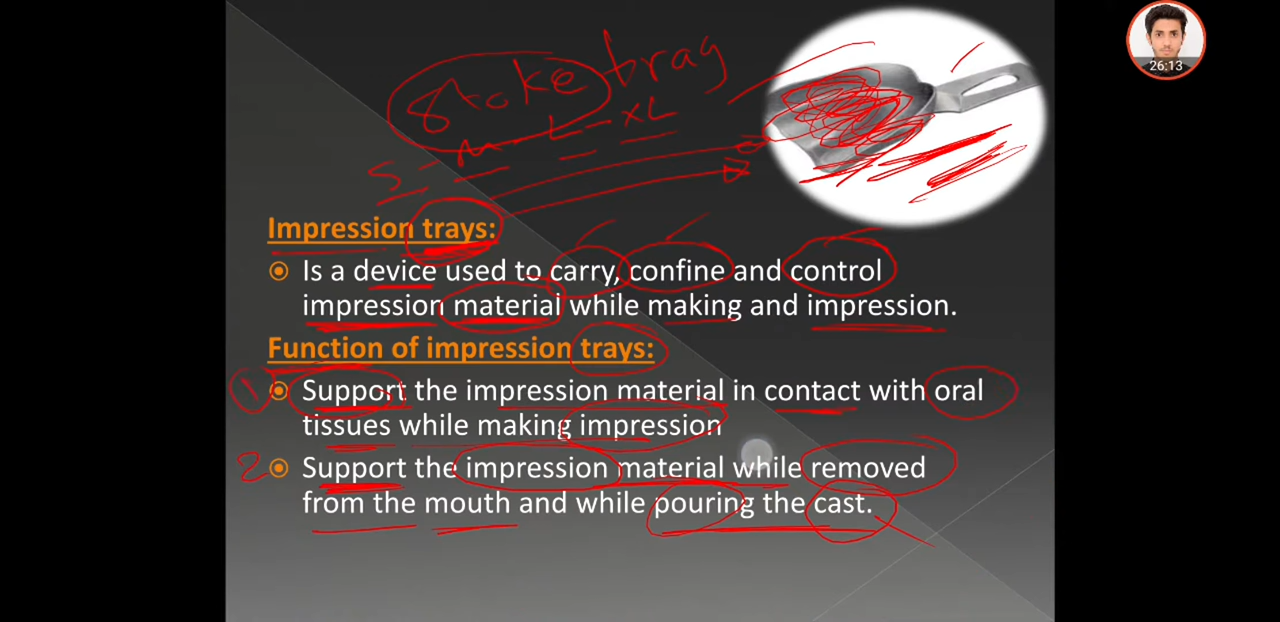 stoke tray
S - M - L - XL
26:13
Impression trays:
Is a device used to carry, confine and control
impression material while making and impression.
Function of impression trays:
1 Support the impression material in contact with oral
tissues while making impression
2 Support the impression material while removed
from the mouth and while pouring the cast.